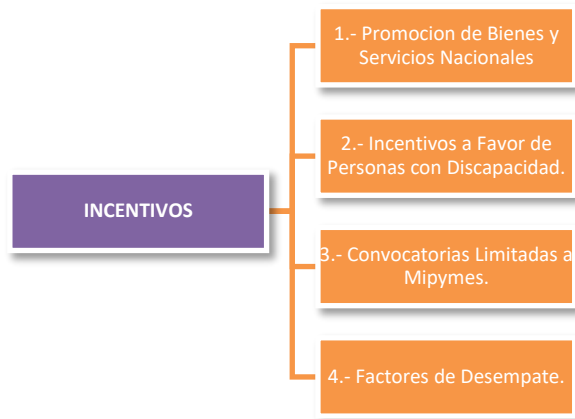 1.- Promocion de Bienes y
Servicios Nacionales
2.- Incentivos a Favor de
Personas con Discapacidad.
INCENTIVOS
3.- Convocatorias Limitadas a
Mipymes.
4.- Factores de Desempate.